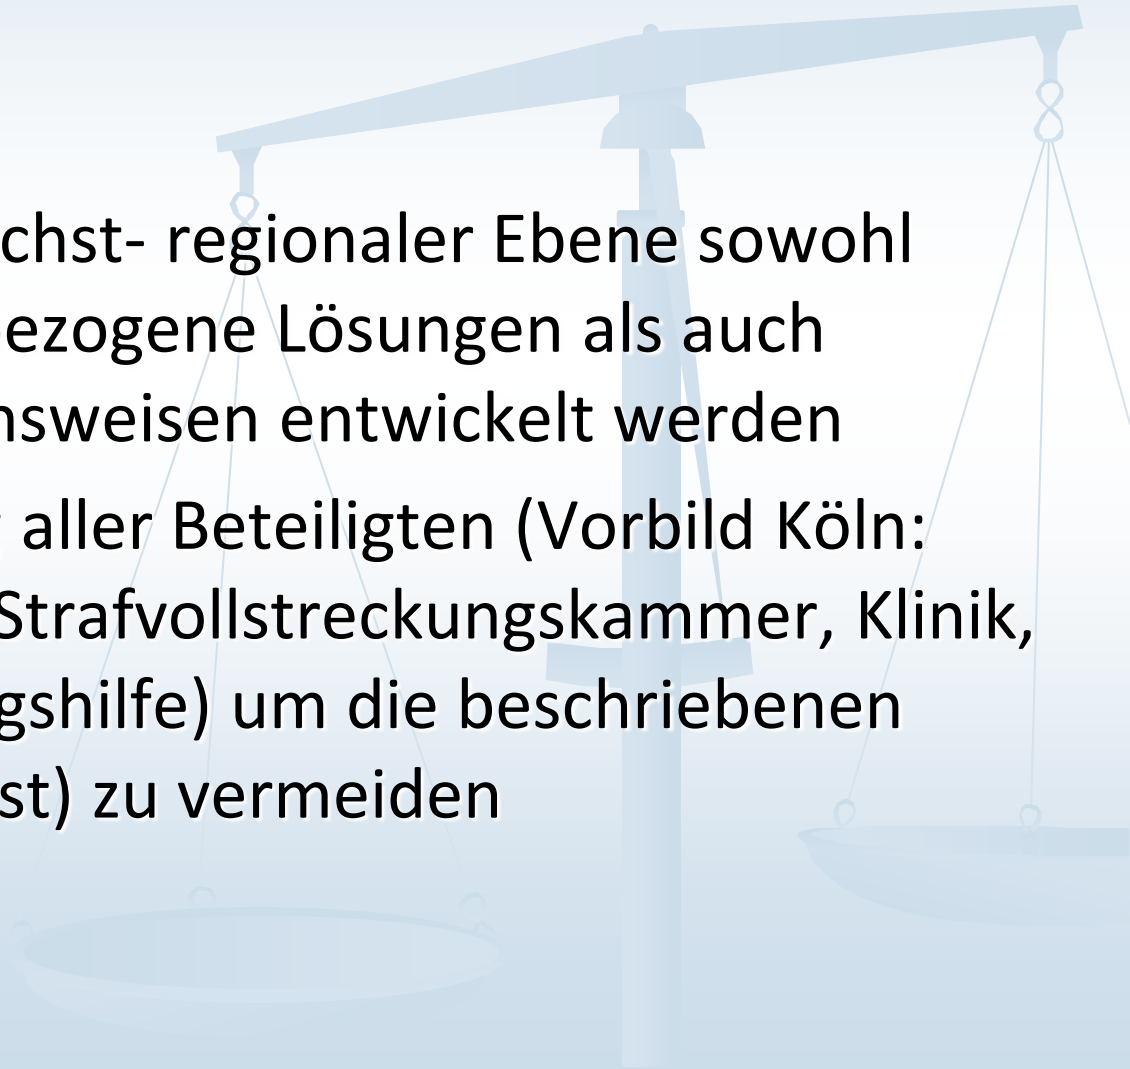 chst- regionaler Ebene sowohl
ezogene Lösungen als auch
nsweisen entwickelt werden
aller Beteiligten (Vorbild Köln:
Strafvollstreckungskammer, Klinik,
gshilfe) um die beschriebenen
st) zu vermeiden